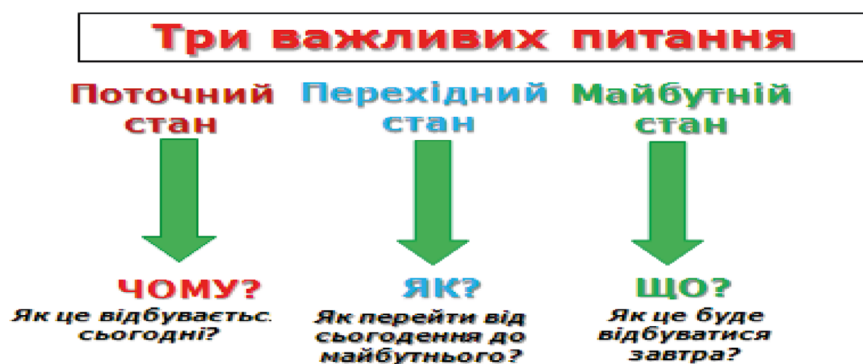 Три важливих питання
Поточний
стан
Перехідний
стан
Майбутній
стан
ЧОМУ?
Як це відбуваєтьс.
сьогодні?
ЯК?
Як перейти від
сьогодення до
майбутнього?
ЩО?
Як це буде
відбуватися
завтра?